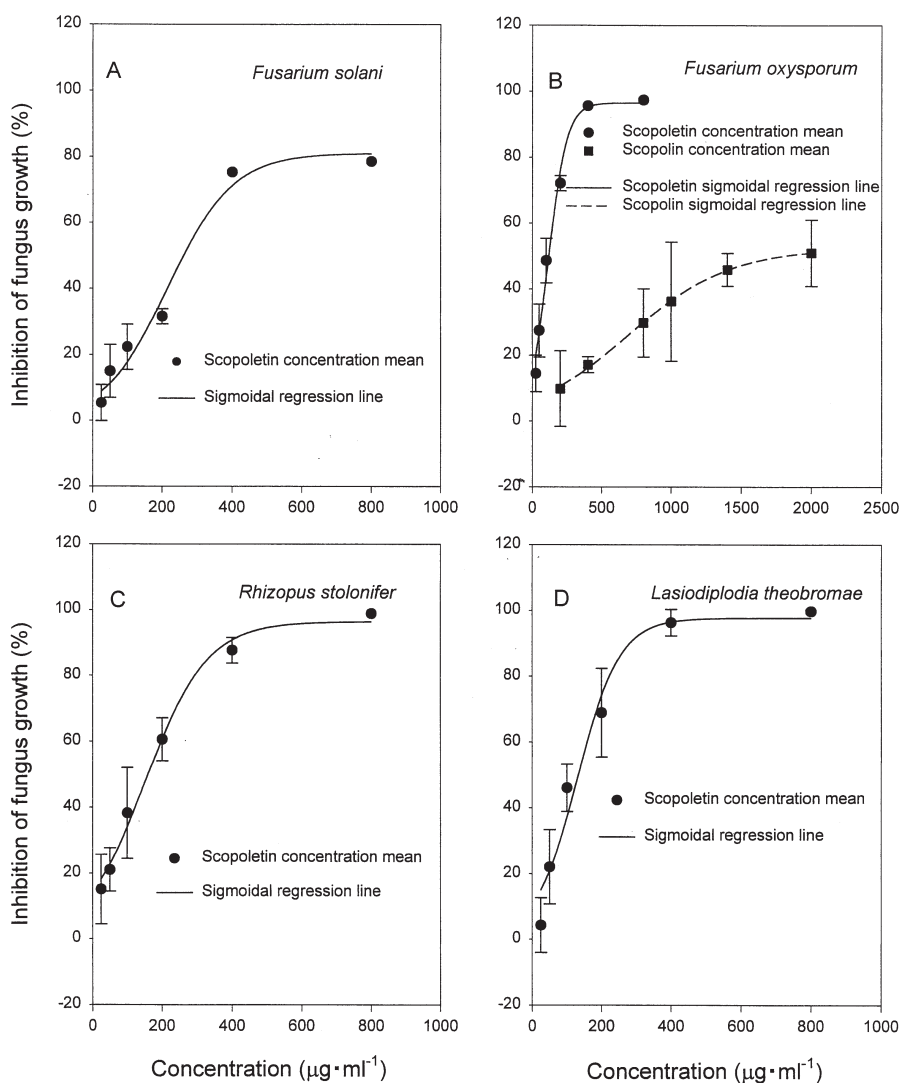 120
100
80
60
40
20
0
-20
0
200
400
600
800
1000
A
Fusarium solani
Scopoletin concentration mean
Sigmoidal regression line
Inhibition of fungus growth (%)
120
100
80
60
40
20
0
-20
0
500
1000
1500
2000
2500
B
Fusarium oxysporum
Scopoletin concentration mean
Scopolin concentration mean
Scopoletin sigmoidal regression line
Scopolin sigmoidal regression line
120
100
80
60
40
20
0
-20
0
200
400
600
800
1000
C
Rhizopus stolonifer
Scopoletin concentration mean
Sigmoidal regression line
Inhibition of fungus growth (%)
Concentration (μg·ml⁻¹)
120
100
80
60
40
20
0
-20
0
200
400
600
800
1000
D
Lasiodiplodia theobromae
Scopoletin concentration mean
Sigmoidal regression line
Concentration (μg·ml⁻¹)